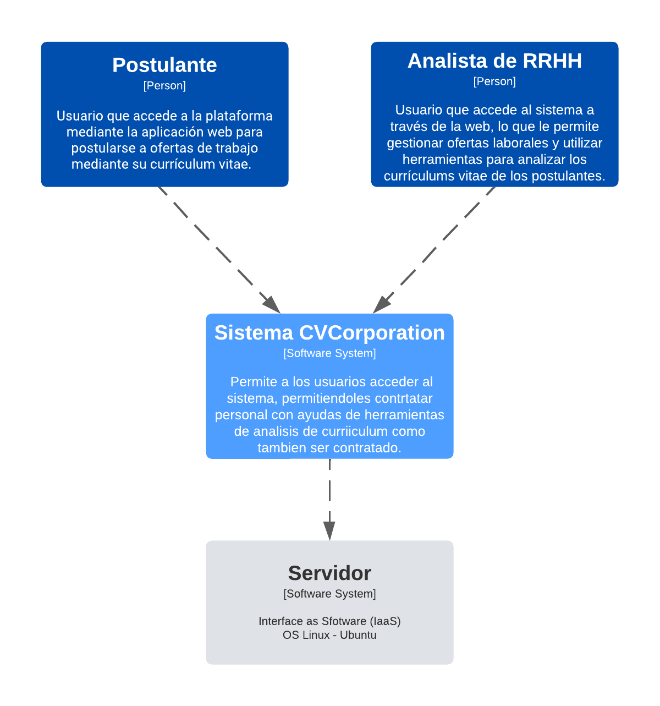 Postulante
[Person]
Usuario que accede a la plataforma
mediante la aplicación web para
postularse a ofertas de trabajo
mediante su currículum vitae.
Analista de RRHH
[Person]
Usuario que accede al sistema a
través de la web, lo que le permite
gestionar ofertas laborales y utilizar
herramientas para analizar los
currículums vitae de los postulantes.
Sistema CVCorporation
[Software System]
Permite a los usuarios acceder al
sistema, permitiendoles contrtatar
personal con ayudas de herramientas
de analisis de curriiculum como
tambien ser contratado.
Servidor
[Software System]
Interface as Sfotware (IaaS)
OS Linux - Ubuntu